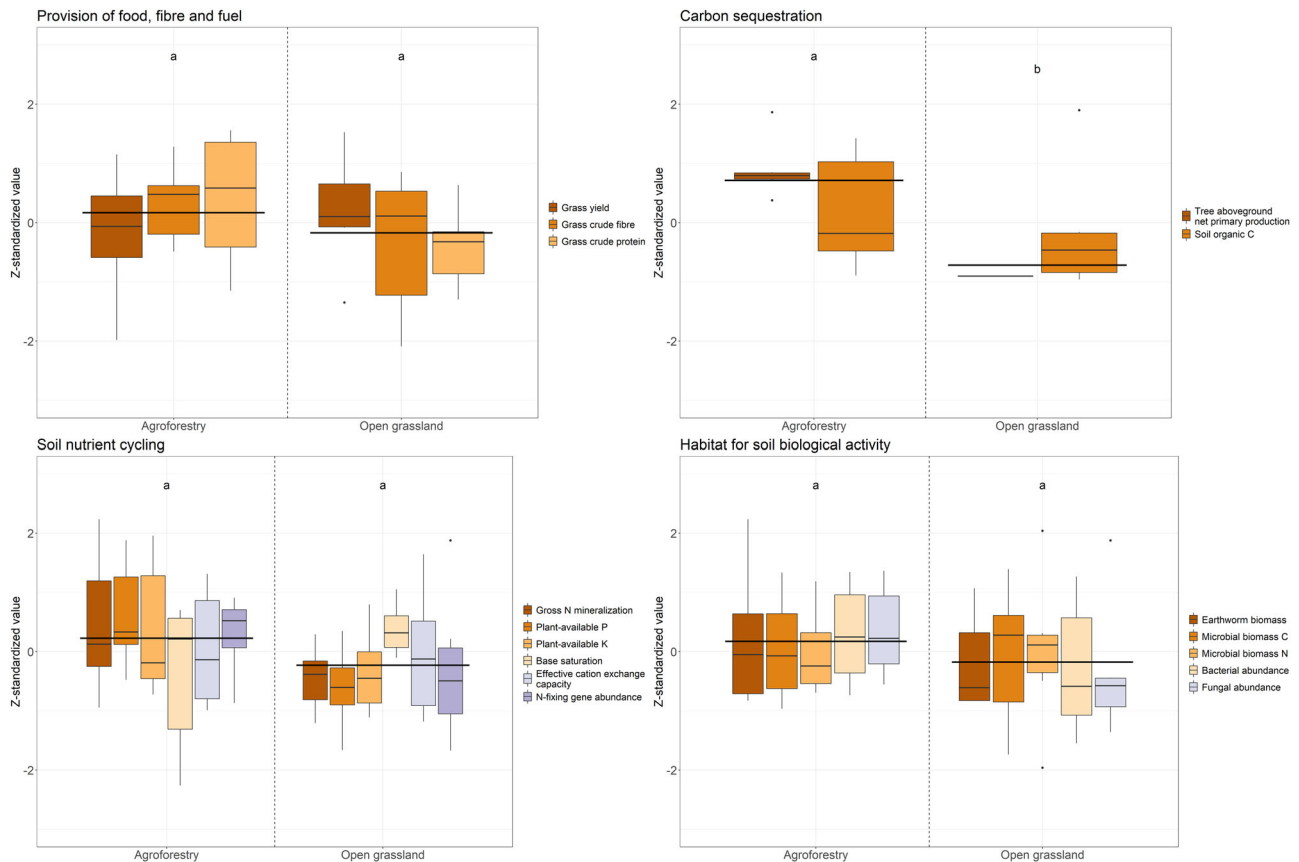 Provision of food, fibre and fuel
a
a
2
0
-2
Z-standardized value
Agroforestry
Open grassland
Grass yield
Grass crude fibre
Grass crude protein
Carbon sequestration
a
b
2
0
-2
Z-standardized value
Agroforestry
Open grassland
Tree aboveground
net primary production
Soil organic C
Soil nutrient cycling
a
a
2
0
-2
Z-standardized value
Agroforestry
Open grassland
Gross N mineralization
Plant-available P
Plant-available K
Base saturation
Effective cation exchange
capacity
N-fixing gene abundance
Habitat for soil biological activity
a
a
2
0
-2
Z-standardized value
Agroforestry
Open grassland
Earthworm biomass
Microbial biomass C
Microbial biomass N
Bacterial abundance
Fungal abundance